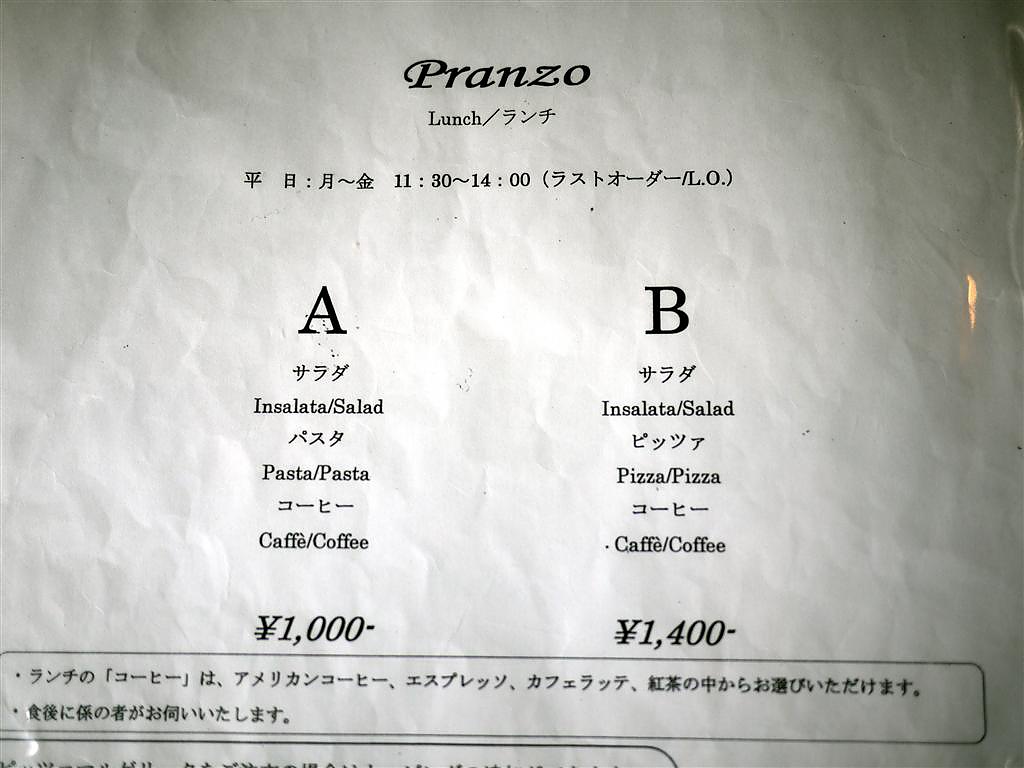 Pranzo
Lunch／ランチ
平　日：月～金　11：30～14：00（ラストオーダー/L.O.）
A
サラダ
Insalata/Salad
パスタ
Pasta/Pasta
コーヒー
Caffè/Coffee
¥1,000-
B
サラダ
Insalata/Salad
ピッツァ
Pizza/Pizza
コーヒー
Caffè/Coffee
¥1,400-
・ランチの「コーヒー」は、アメリカンコーヒー、エスプレッソ、カフェラッテ、紅茶の中からお選びいただけます。
・食後に係の者がお伺いいたします。